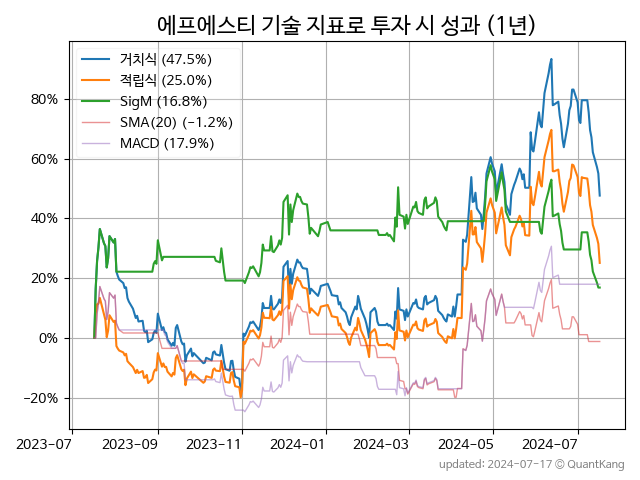 에프에스티 기술 지표로 투자 시 성과 (1년)
거치식 (47.5%)
적립식 (25.0%)
SigM (16.8%)
SMA(20) (−1.2%)
MACD (17.9%)
80%
60%
40%
20%
0%
−20%
2023-07 2023-09 2023-11 2024-01 2024-03 2024-05 2024-07
updated: 2024-07-17 © QuantKang